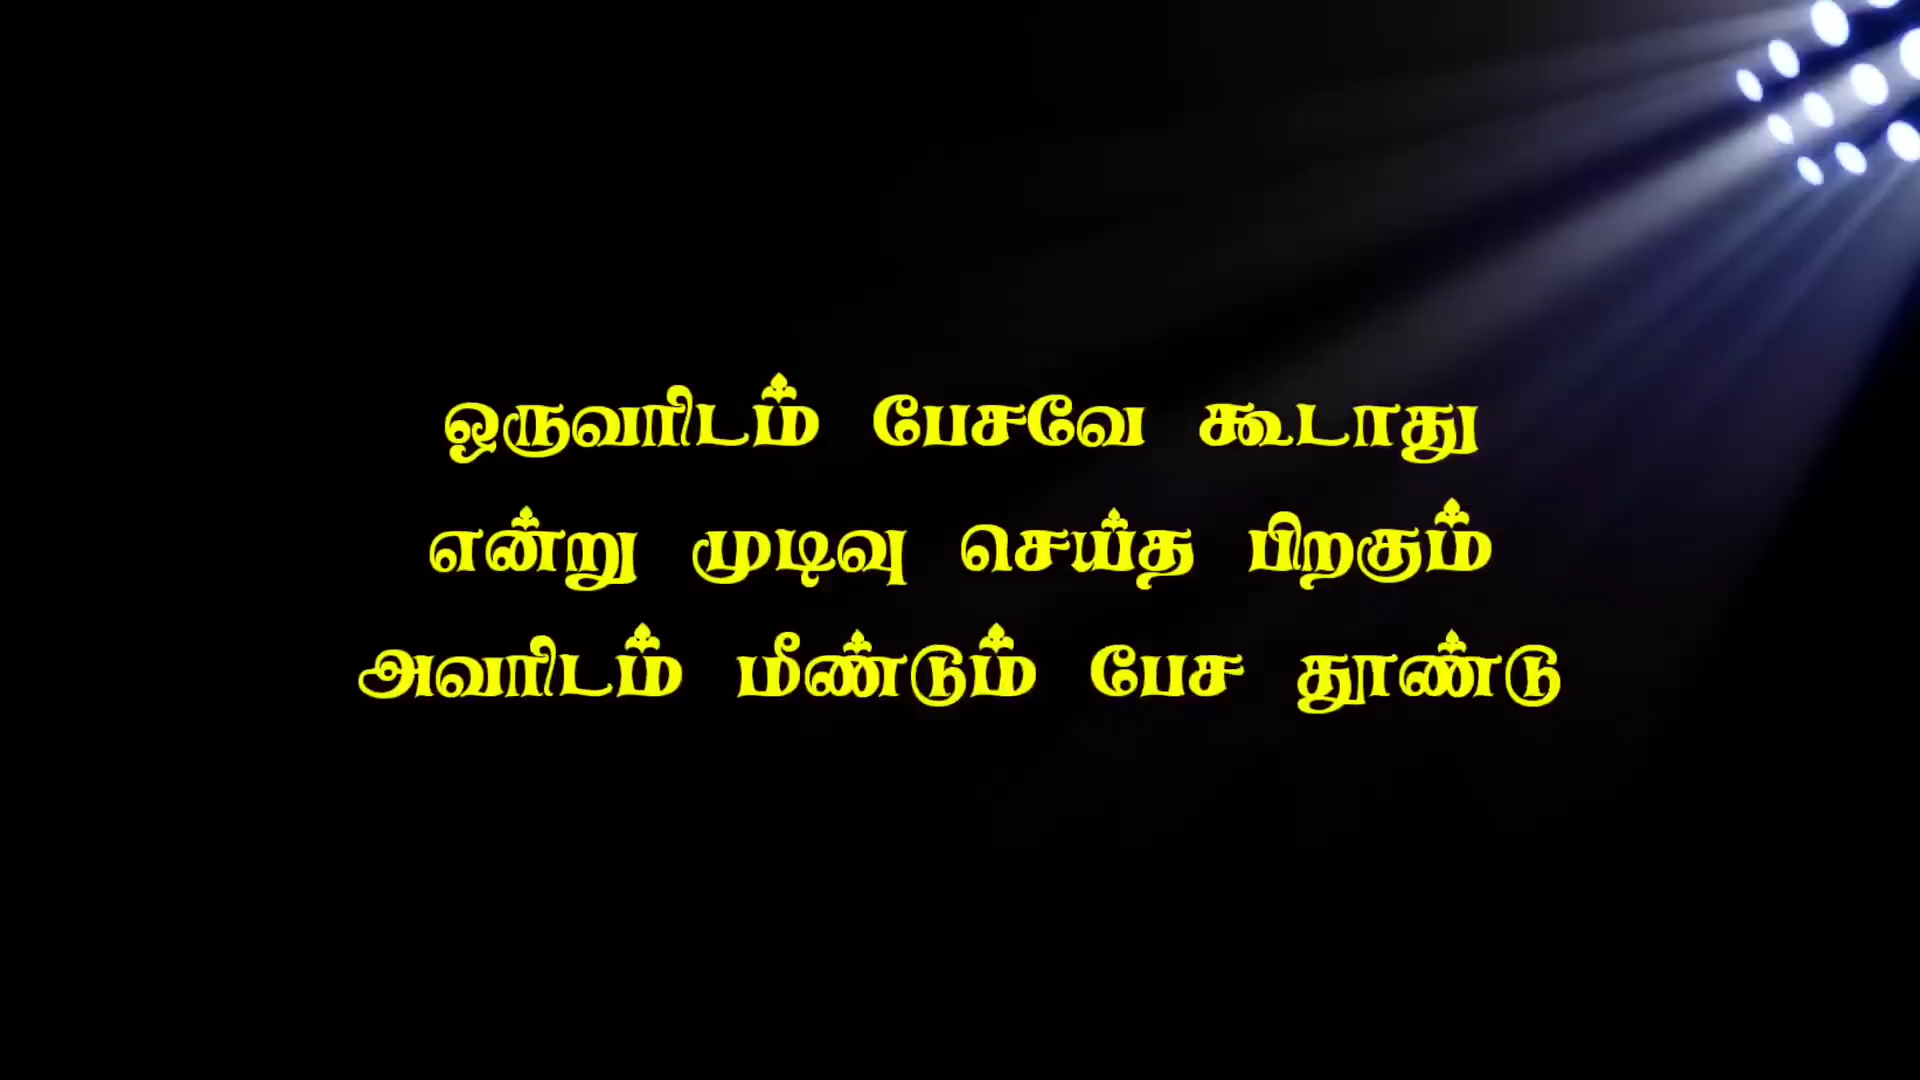 ஒருவரிடம் பேசவே கூடாது
என்று முடிவு செய்த பிறகும்
அவரிடம் மீண்டும் பேச தூண்டு